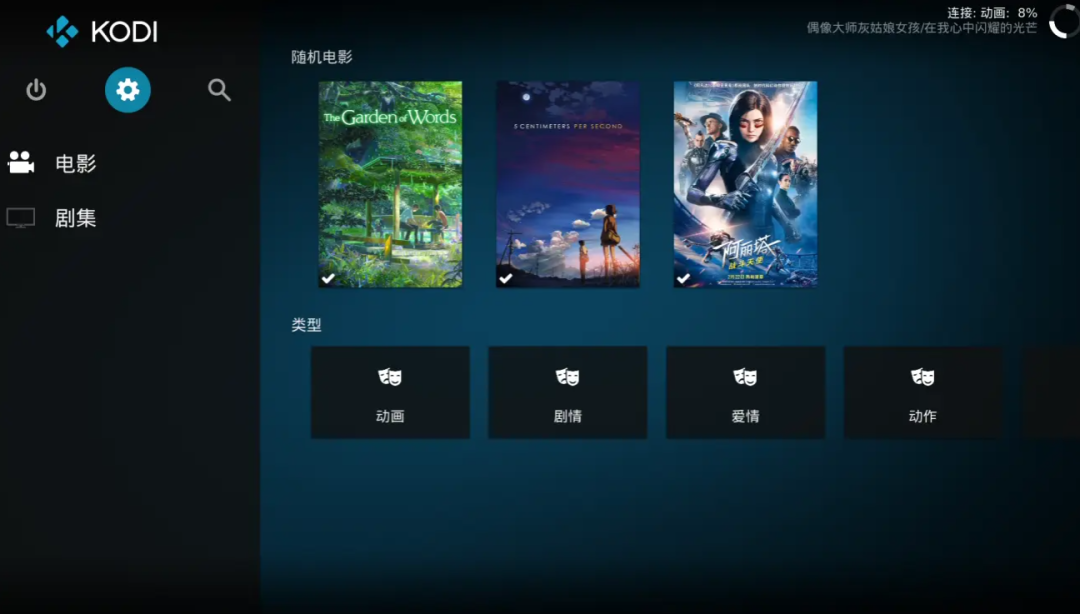 KODI
连接: 动画: 8%
偶像大师灰姑娘女孩/在我心中闪耀的光芒
电影
剧集
随机电影
The Garden of Words
5 CENTIMETERS PER SECOND
阿丽塔
战斗天使
类型
动画
剧情
爱情
动作